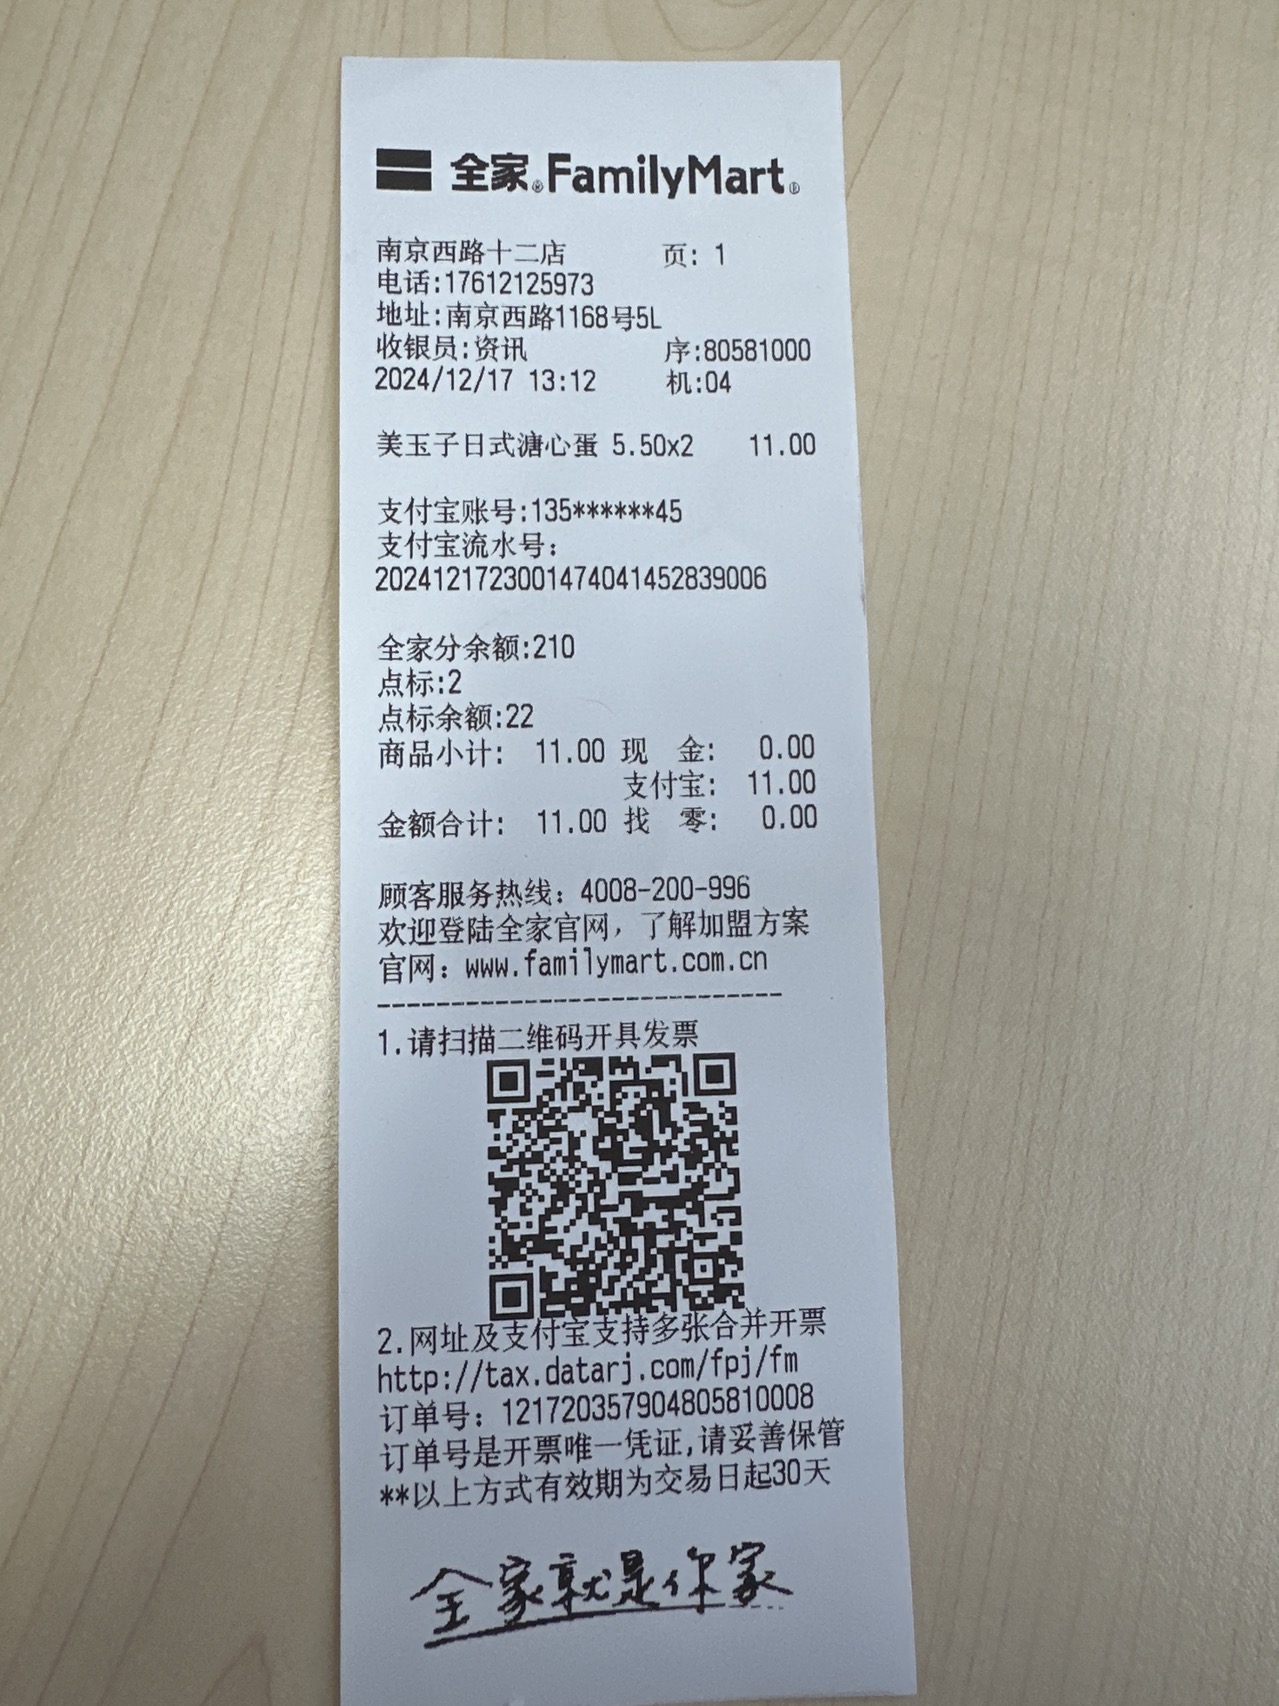 全家®FamilyMart®
南京西路十二店 页: 1
电话:17612125973
地址:南京西路1168号5L
收银员:资讯 序:80581000
2024/12/17 13:12 机:04
美玉子日式溏心蛋 5.50x2 11.00
支付宝账号:135******45
支付宝流水号:
2024121723001474041452839006
全家分余额:210
点标:2
点标余额:22
商品小计: 11.00 现 金: 0.00
支付宝: 11.00
金额合计: 11.00 找 零: 0.00
顾客服务热线: 4008-200-996
欢迎登陆全家官网，了解加盟方案
官网: www.familymart.com.cn
----------------------------
1.请扫描二维码开具发票
2.网址及支付宝支持多张合并开票
http://tax.datarj.com/fpj/fm
订单号: 121720357904805810008
订单号是开票唯一凭证,请妥善保管
**以上方式有效期为交易日起30天
全家就是你家